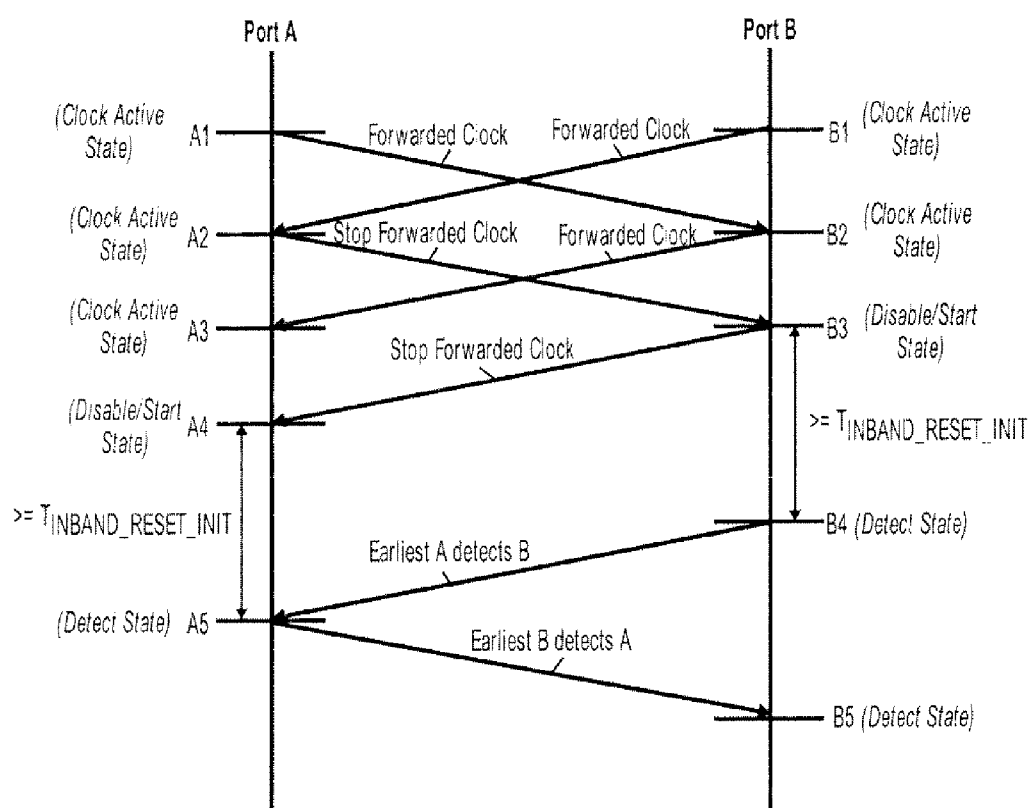 Port A
Port B
(Clock Active
State)
A1
Forwarded Clock
Forwarded Clock
B1
(Clock Active
State)
(Clock Active
State)
A2
Stop Forwarded Clock
Forwarded Clock
B2
(Clock Active
State)
(Clock Active
State)
A3
Stop Forwarded Clock
B3
(Disable/Start
State)
(Disable/Start
State)
A4
>= TINBAND_RESET_INIT
>= TINBAND_RESET_INIT
Earliest A detects B
B4 (Detect State)
(Detect State) A5
Earliest B detects A
B5 (Detect State)